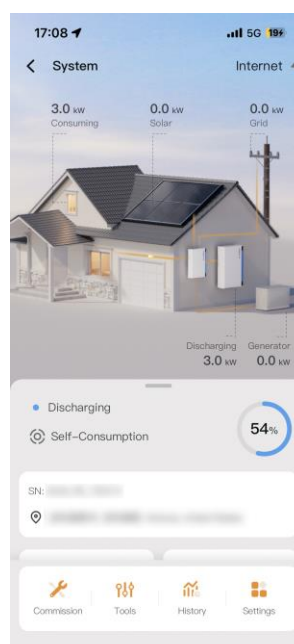 17:08 5G 19
System Internet
3.0 kW 0.0 kW 0.0 kW
Consuming Solar Grid
Discharging Generator
3.0 kW 0.0 kW
Discharging
Self-Consumption
54%
SN:
Commission Tools History Settings